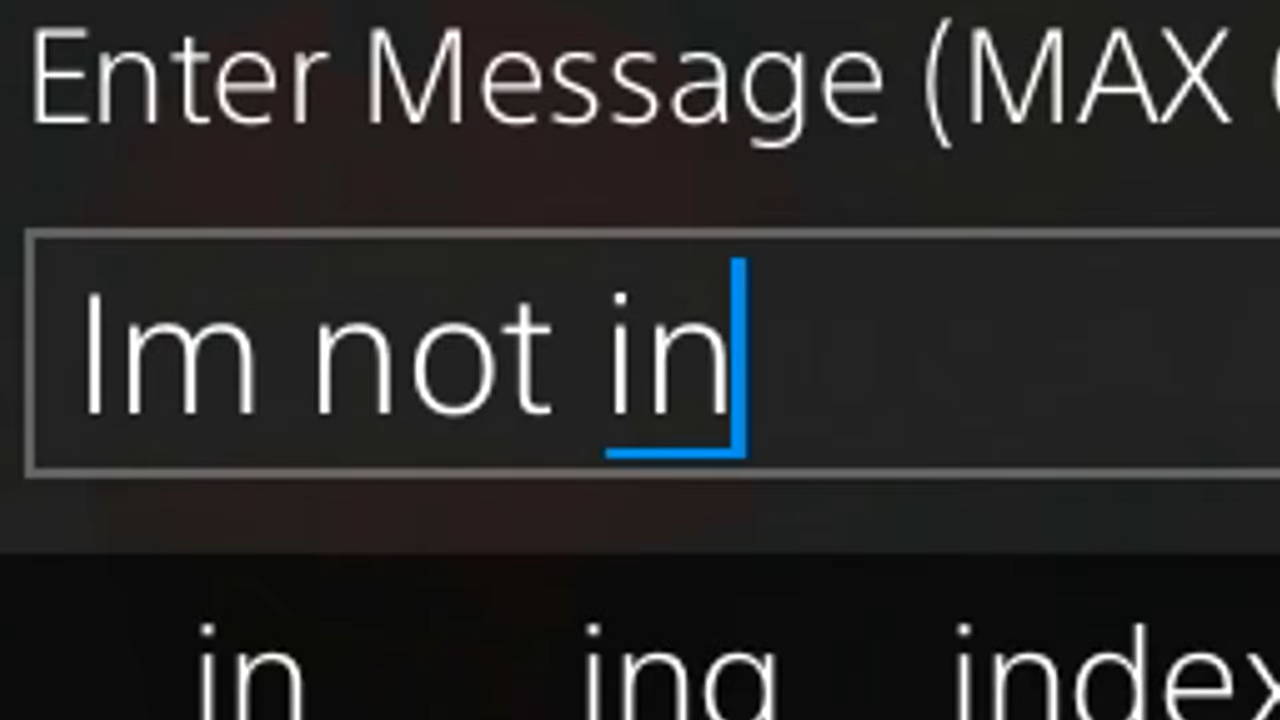 Enter Message (MAX
Im not in
in ing index